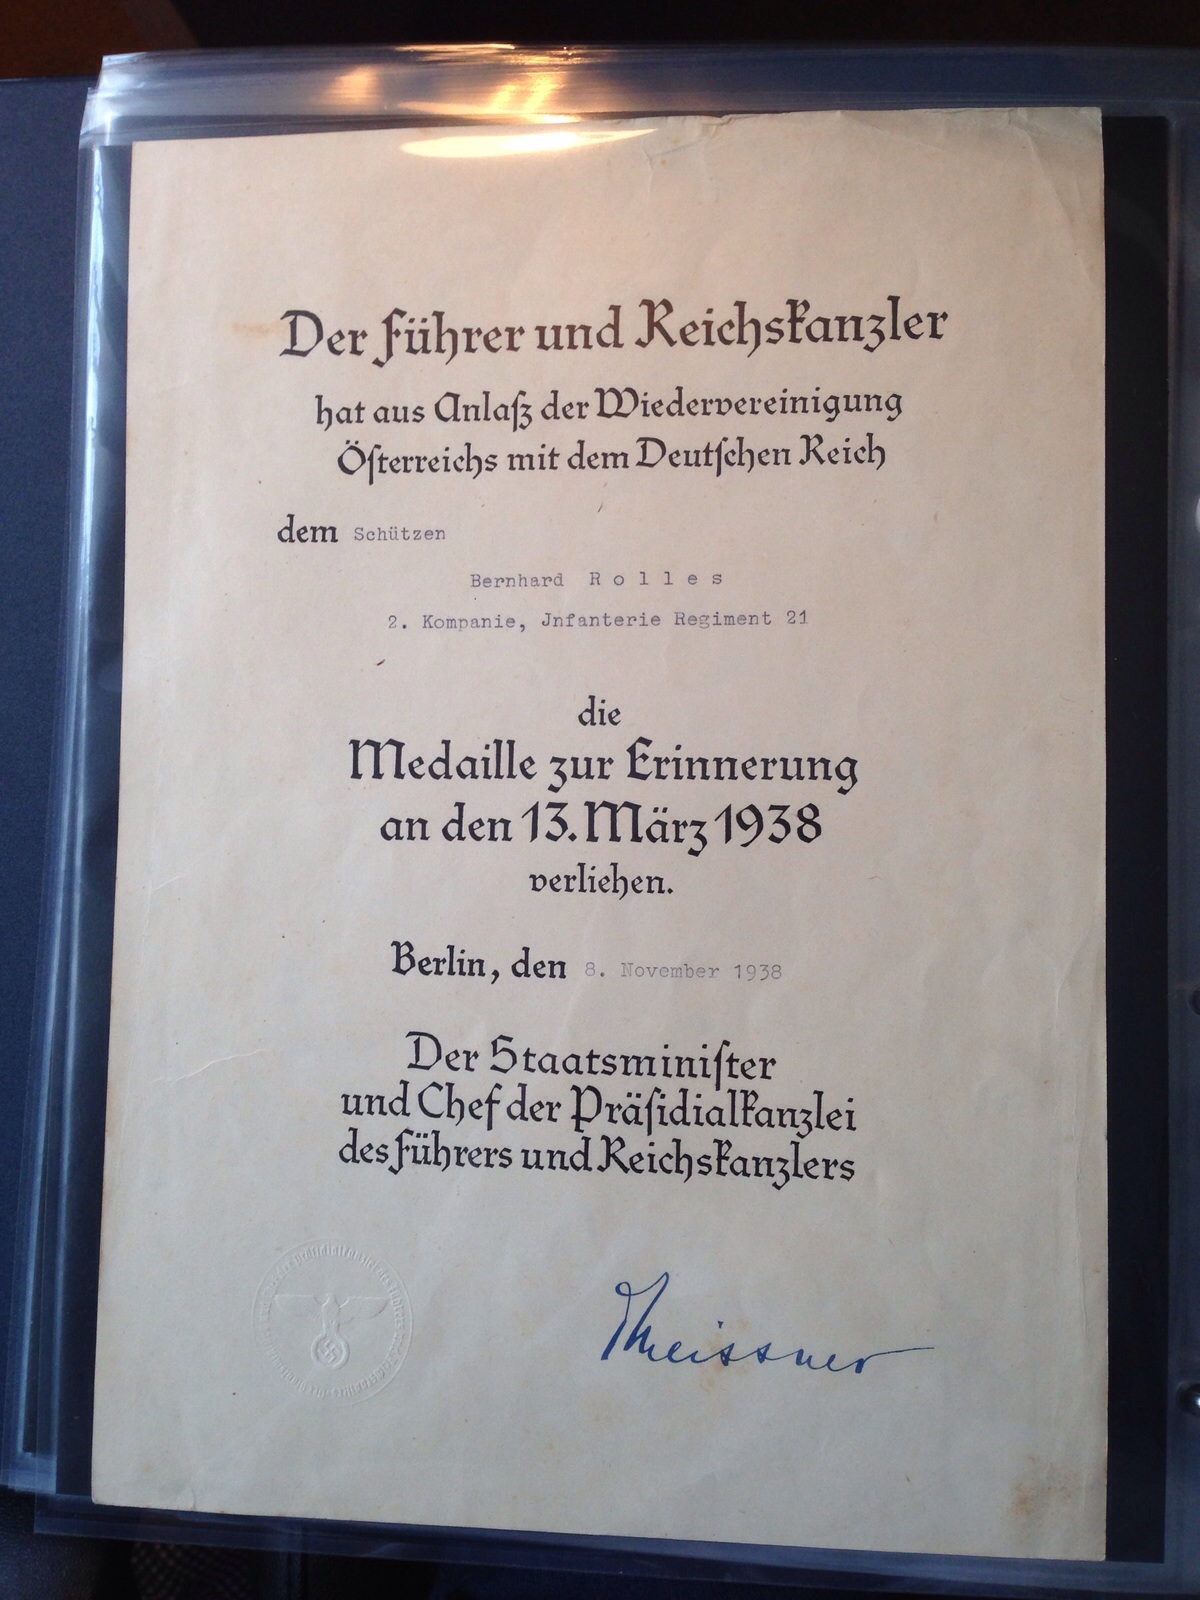 Der Führer und Reichskanzler
hat aus Anlaß der Wiedervereinigung
Österreichs mit dem Deutschen Reich
dem Schützen
Bernhard Rolles
2. Kompanie, Jnfanterie Regiment 21
die
Medaille zur Erinnerung
an den 13. März 1938
verliehen.
Berlin, den 8. November 1938
Der Staatsminister
und Chef der Präsidialkanzlei
des Führers und Reichskanzlers
Meissner